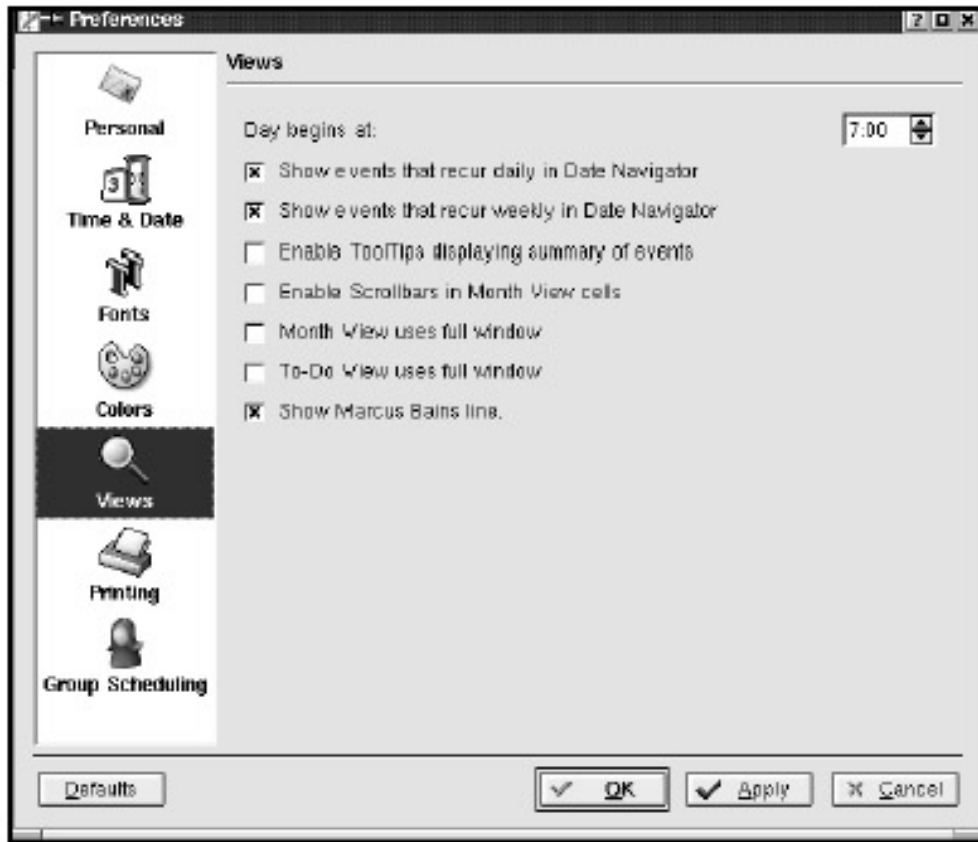 Preferences
Personal
3
Time & Date
Fonts
Colors
Views
Printing
Group Scheduling
Views
Day begins at: 7:00
Show events that recur daily in Date Navigator
Show events that recur weekly in Date Navigator
Enable ToolTips displaying summary of events
Enable Scrollbars in Month View cells
Month View uses full window
To-Do View uses full window
Show Marcus Bains line.
Defaults OK Apply Cancel